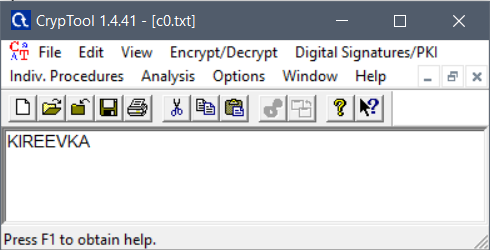 CrypTool 1.4.41 - [c0.txt]
File Edit View Encrypt/Decrypt Digital Signatures/PKI
Indiv. Procedures Analysis Options Window Help
KIREEVKA
Press F1 to obtain help.